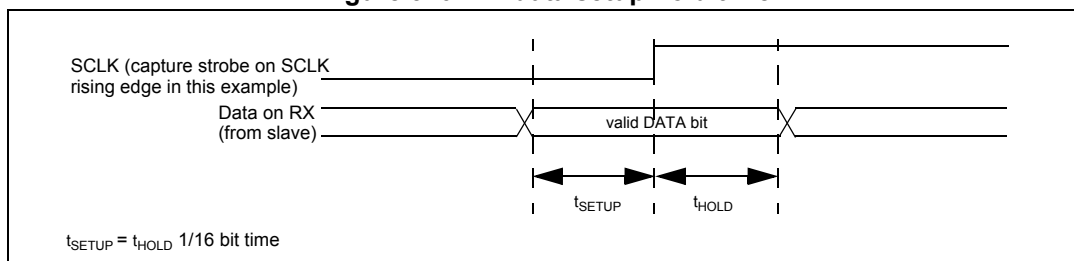 SCLK (capture strobe on SCLK
rising edge in this example)
Data on RX
(from slave)
valid DATA bit
tSETUP
tHOLD
tSETUP = tHOLD 1/16 bit time